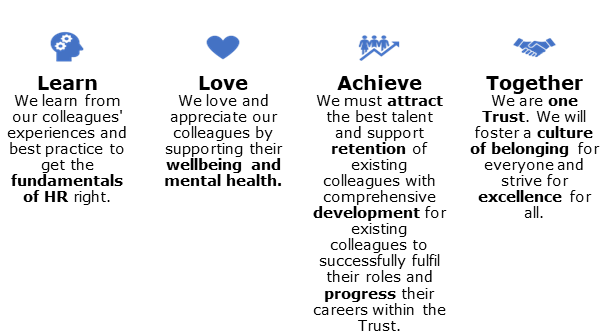 Learn
We learn from
our colleagues'
experiences and
best practice to
get the
fundamentals
of HR right.
Love
We love and
appreciate our
colleagues by
supporting their
wellbeing and
mental health.
Achieve
We must attract
the best talent
and support
retention of
existing
colleagues with
comprehensive
development for
existing
colleagues to
successfully fulfil
their roles and
progress their
careers within the
Trust.
Together
We are one
Trust. We will
foster a culture
of belonging for
everyone and
strive for
excellence for
all.